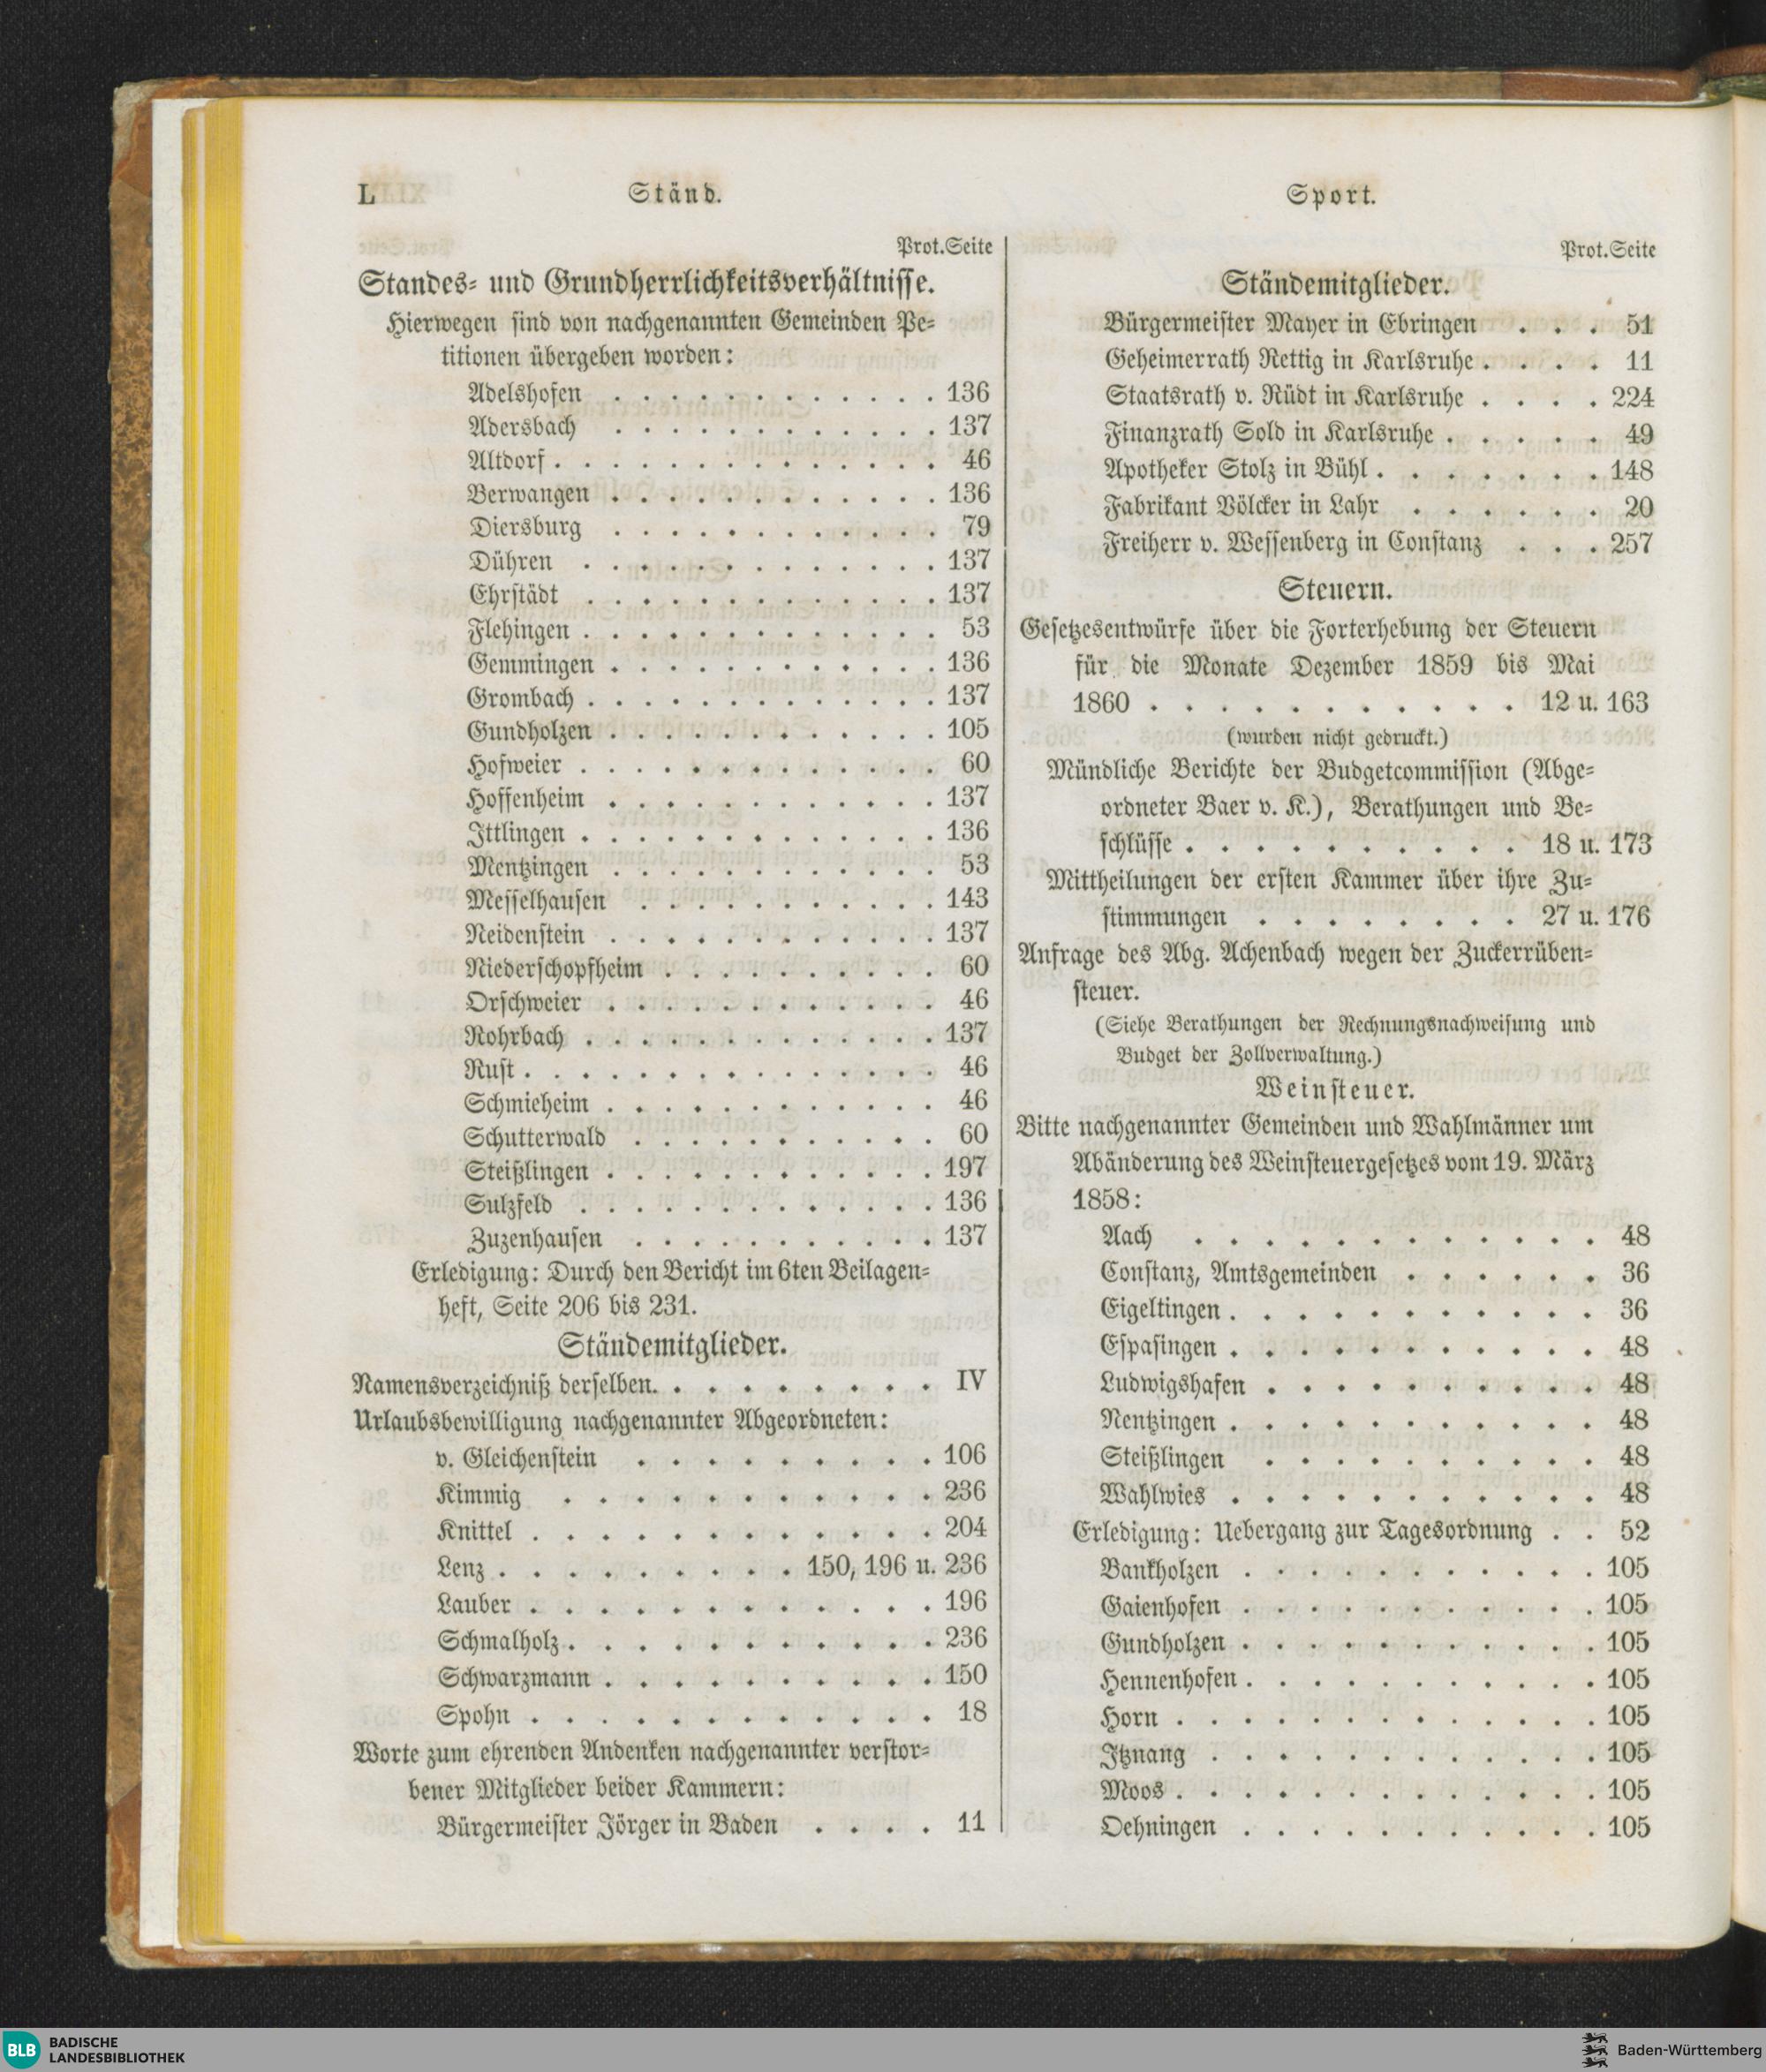 L Ständ.
Prot.Seite
Standes- und Grundherrlichkeitsverhältnisse.
Hierwegen sind von nachgenannten Gemeinden Pe-
titionen übergeben worden:
Adelshofen . . . . . . . . . . . . 136
Adersbach . . . . . . . . . . . . 137
Altdorf . . . . . . . . . . . . . . 46
Berwangen . . . . . . . . . . . . 136
Diersburg . . . . . . . . . . . . 79
Dühren . . . . . . . . . . . . . 137
Ehrstädt . . . . . . . . . . . . . 137
Flehingen . . . . . . . . . . . . . 53
Gemmingen . . . . . . . . . . . . 136
Grombach . . . . . . . . . . . . . 137
Gundholzen . . . . . . . . . . . . 105
Hofweier . . . . . . . . . . . . . 60
Hoffenheim . . . . . . . . . . . . 137
Ittlingen . . . . . . . . . . . . . 136
Mentzingen . . . . . . . . . . . . 53
Messelhausen . . . . . . . . . . . 143
Neidenstein . . . . . . . . . . . . 137
Niederschopfheim . . . . . . . . . . 60
Orschweier . . . . . . . . . . . . 46
Rohrbach . . . . . . . . . . . . . 137
Rust . . . . . . . . . . . . . . . 46
Schmieheim . . . . . . . . . . . . 46
Schutterwald . . . . . . . . . . . 60
Steißlingen . . . . . . . . . . . . 197
Sulzfeld . . . . . . . . . . . . . 136
Zuzenhausen . . . . . . . . . . . 137
Erledigung: Durch den Bericht im 6ten Beilagen-
heft, Seite 206 bis 231.
Ständemitglieder.
Namensverzeichniß derselben. . . . . . . . . . IV
Urlaubsbewilligung nachgenannter Abgeordneten:
v. Gleichenstein . . . . . . . . . 106
Kimmig . . . . . . . . . . . 236
Knittel . . . . . . . . . . . . 204
Lenz . . . . . . . . . 150, 196 u. 236
Lauber . . . . . . . . . . . . 196
Schmalholz . . . . . . . . . . . 236
Schwarzmann . . . . . . . . . . 150
Spohn . . . . . . . . . . . . 18
Worte zum ehrenden Andenken nachgenannter verstor-
bener Mitglieder beider Kammern:
Bürgermeister Jörger in Baden . . . . 11
Sport.
Prot.Seite
Ständemitglieder.
Bürgermeister Mayer in Ebringen . . . 51
Geheimerrath Rettig in Karlsruhe . . . . 11
Staatsrath v. Rüdt in Karlsruhe . . . . 224
Finanzrath Sold in Karlsruhe . . . . . 49
Apotheker Stolz in Bühl . . . . . . . 148
Fabrikant Völcker in Lahr . . . . . . 20
Freiherr v. Wessenberg in Constanz . . . 257
Steuern.
Gesetzesentwürfe über die Forterhebung der Steuern
für die Monate Dezember 1859 bis Mai
1860 . . . . . . . . . . . . 12 u. 163
(wurden nicht gedruckt.)
Mündliche Berichte der Budgetcommission (Abge-
ordneter Baer v. K.), Berathungen und Be-
schlüsse . . . . . . . . . . . 18 u. 173
Mittheilungen der ersten Kammer über ihre Zu-
stimmungen . . . . . . . . 27 u. 176
Anfrage des Abg. Achenbach wegen der Zuckerrüben-
steuer.
(Siehe Berathungen der Rechnungsnachweisung und
Budget der Zollverwaltung.)
Weinsteuer.
Bitte nachgenannter Gemeinden und Wahlmänner um
Abänderung des Weinsteuergesetzes vom 19. März
1858:
Aach . . . . . . . . . . . . 48
Constanz, Amtsgemeinden . . . . . . 36
Eigeltingen . . . . . . . . . . . 36
Espasingen . . . . . . . . . . . 48
Ludwigshafen . . . . . . . . . . 48
Nentzingen . . . . . . . . . . . 48
Steißlingen . . . . . . . . . . 48
Wahlwies . . . . . . . . . . . 48
Erledigung: Uebergang zur Tagesordnung . . 52
Bankholzen . . . . . . . . . . . 105
Gaienhofen . . . . . . . . . . . 105
Gundholzen . . . . . . . . . . . 105
Hennenhofen . . . . . . . . . . . 105
Horn . . . . . . . . . . . . . 105
Itznang . . . . . . . . . . . . 105
Moos . . . . . . . . . . . . . 105
Oehningen . . . . . . . . . . . 105
BLB BADISCHE
LANDESBIBLIOTHEK
Baden-Württemberg